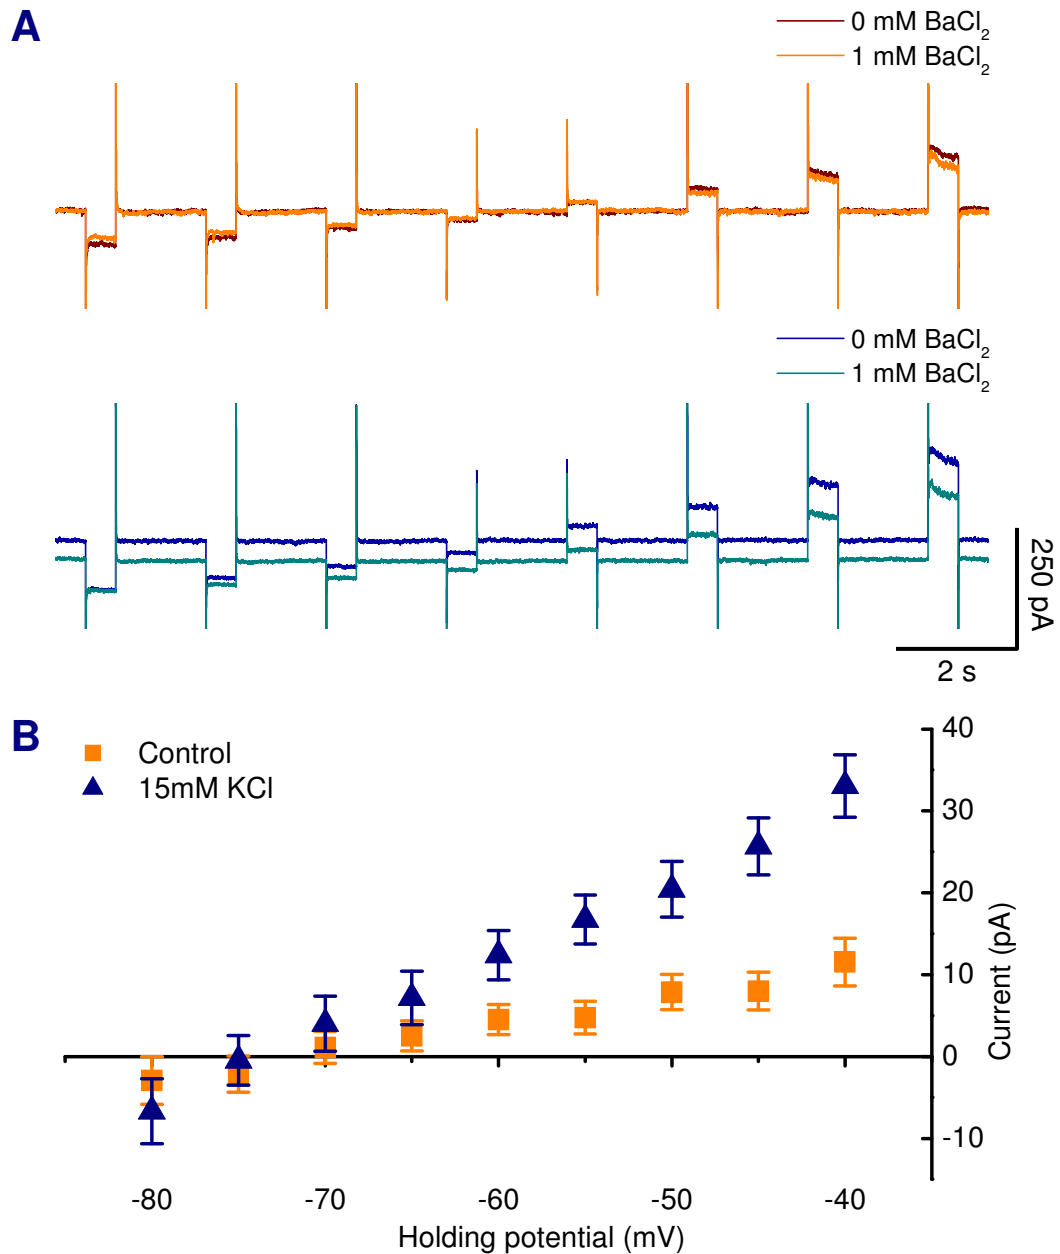 A
0 mM BaCl₂
1 mM BaCl₂
0 mM BaCl₂
1 mM BaCl₂
250 pA
2 s
B
Control
15mM KCl
40
30
20
10
0
-10
Current (pA)
-80 -70 -60 -50 -40
Holding potential (mV)